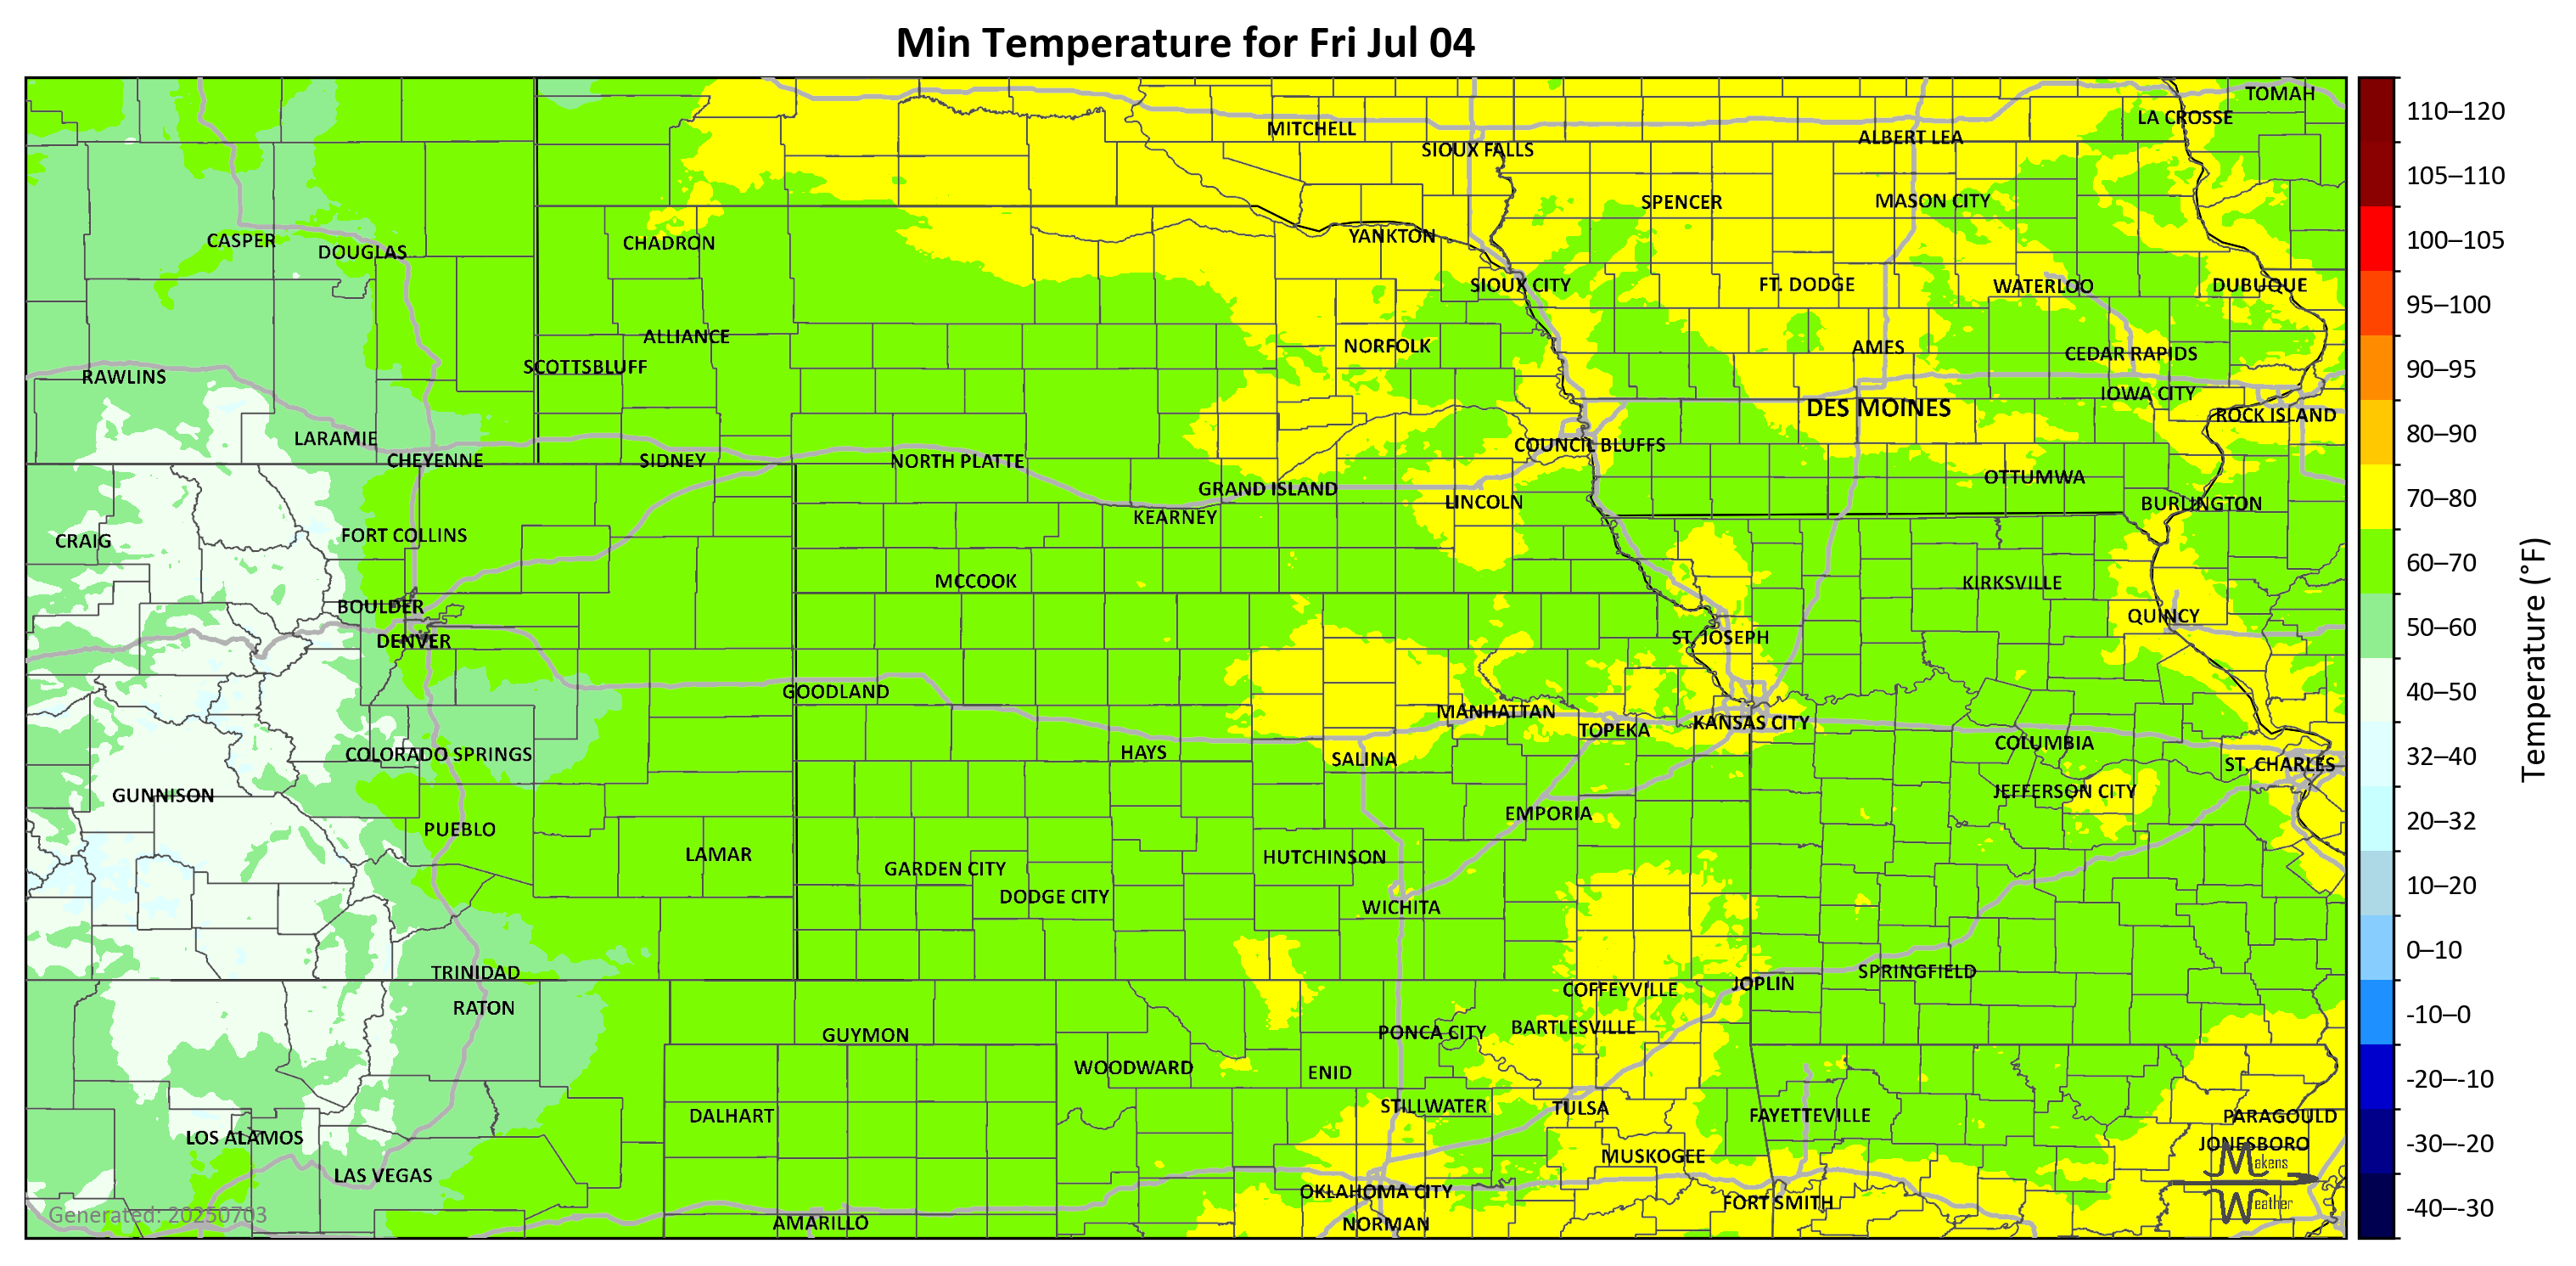 Min Temperature for Fri Jul 04
TOMAH
LA CROSSE
MITCHELL
ALBERT LEA
SIOUX FALLS
SPENCER
MASON CITY
YANKTON
CASPER
CHADRON
DOUGLAS
SIOUX CITY
FT. DODGE
WATERLOO
DUBUQUE
ALLIANCE
NORFOLK
AMES
CEDAR RAPIDS
SCOTTSBLUFF
RAWLINS
IOWA CITY
DES MOINES
ROCK ISLAND
LARAMIE
COUNCIL BLUFFS
CHEYENNE
SIDNEY
NORTH PLATTE
OTTUMWA
GRAND ISLAND
LINCOLN
BURLINGTON
KEARNEY
FORT COLLINS
CRAIG
MCCOOK
KIRKSVILLE
BOULDER
QUINCY
DENVER
ST. JOSEPH
GOODLAND
MANHATTAN
KANSAS CITY
TOPEKA
COLUMBIA
HAYS
COLORADO SPRINGS
SALINA
ST. CHARLES
JEFFERSON CITY
GUNNISON
EMPORIA
PUEBLO
LAMAR
HUTCHINSON
GARDEN CITY
DODGE CITY
WICHITA
TRINIDAD
SPRINGFIELD
JOPLIN
COFFEYVILLE
RATON
BARTLESVILLE
PONCA CITY
GUYMON
WOODWARD
ENID
STILLWATER
TULSA
DALHART
FAYETTEVILLE
PARAGOULD
LOS ALAMOS
JONESBORO
MUSKOGEE
Makens
LAS VEGAS
OKLAHOMA CITY
FORT SMITH
Weather
Generated: 20250703
AMARILLO
NORMAN
110–120
105–110
100–105
95–100
90–95
80–90
70–80
60–70
50–60
40–50
32–40
20–32
10–20
0–10
-10–0
-20–-10
-30–-20
-40–-30
Temperature (°F)